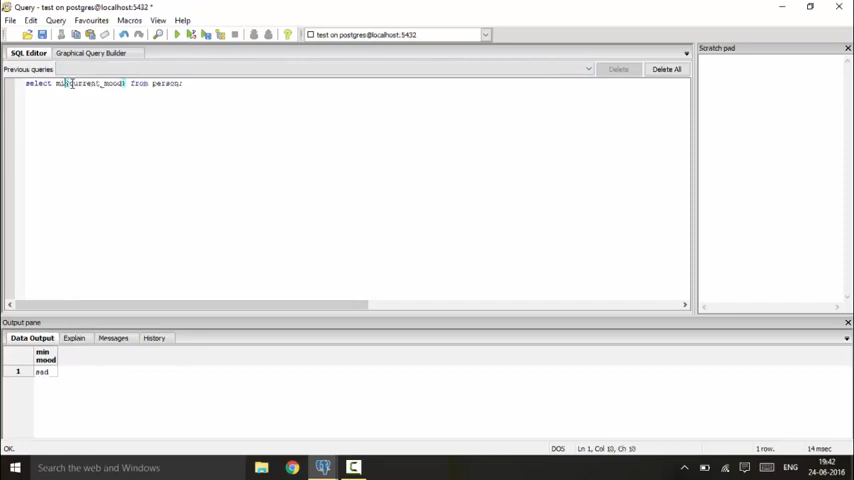 Query - test on postgres@localhost:5432 *
File Edit Query Favourites Macros View Help
test on postgres@localhost:5432
SQL Editor Graphical Query Builder
Scratch pad
Previous queries Delete Delete All
select mi(current_mood) from person;
Output pane
Data Output Explain Messages History
min
mood
1 sad
OK. DOS Ln 1, Col 10, Ch 10 1 row. 14 msec
Search the web and Windows
ENG
19:42
24-06-2016